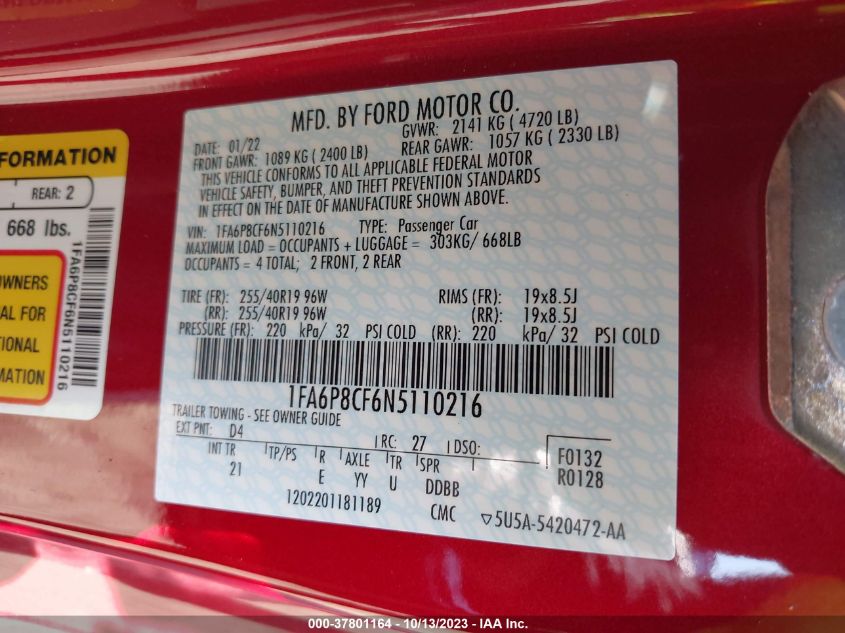 FORMATION
REAR: 2
668 lbs.
WNERS
AL FOR
TIONAL
MATION
1FA6P8CF6N5110216
MFD. BY FORD MOTOR CO.
DATE: 01/22 GVWR: 2141 KG ( 4720 LB)
FRONT GAWR: 1089 KG ( 2400 LB) REAR GAWR: 1057 KG ( 2330 LB)
THIS VEHICLE CONFORMS TO ALL APPLICABLE FEDERAL MOTOR
VEHICLE SAFETY, BUMPER, AND THEFT PREVENTION STANDARDS
IN EFFECT ON THE DATE OF MANUFACTURE SHOWN ABOVE.
VIN: 1FA6P8CF6N5110216 TYPE: Passenger Car
MAXIMUM LOAD = OCCUPANTS + LUGGAGE = 303KG/ 668LB
OCCUPANTS = 4 TOTAL; 2 FRONT, 2 REAR
TIRE (FR): 255/40R19 96W RIMS (FR): 19x8.5J
(RR): 255/40R19 96W (RR): 19x8.5J
PRESSURE (FR): 220 kPa/ 32 PSI COLD (RR): 220 kPa/ 32 PSI COLD
1FA6P8CF6N5110216
TRAILER TOWING - SEE OWNER GUIDE
EXT PNT: D4 RC: 27 DSO: F0132
INT TR TP/PS R AXLE TR SPR R0128
21 E YY U DDBB
1202201181189 CMC ▽5U5A-5420472-AA
000-37801164 - 10/13/2023 - IAA Inc.